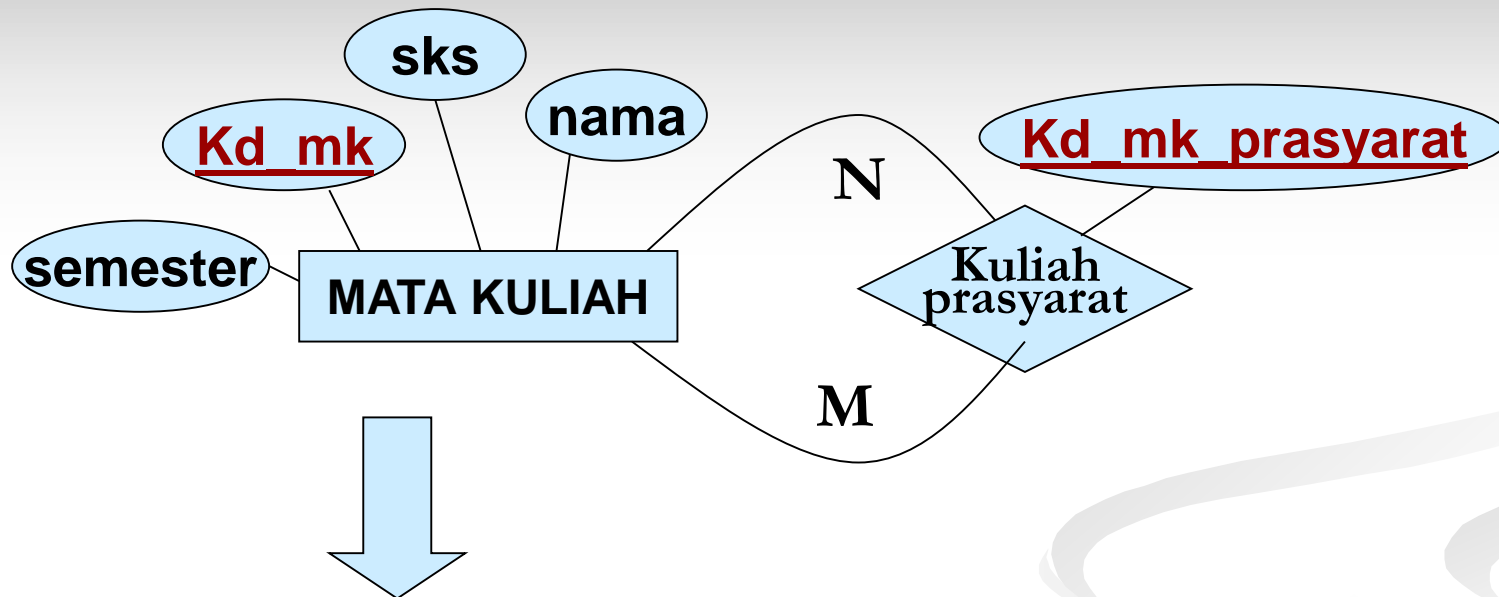 sks
nama
Kd_mk
Kd_mk_prasyarat
N
semester
MATA KULIAH
Kuliah
prasyarat
M